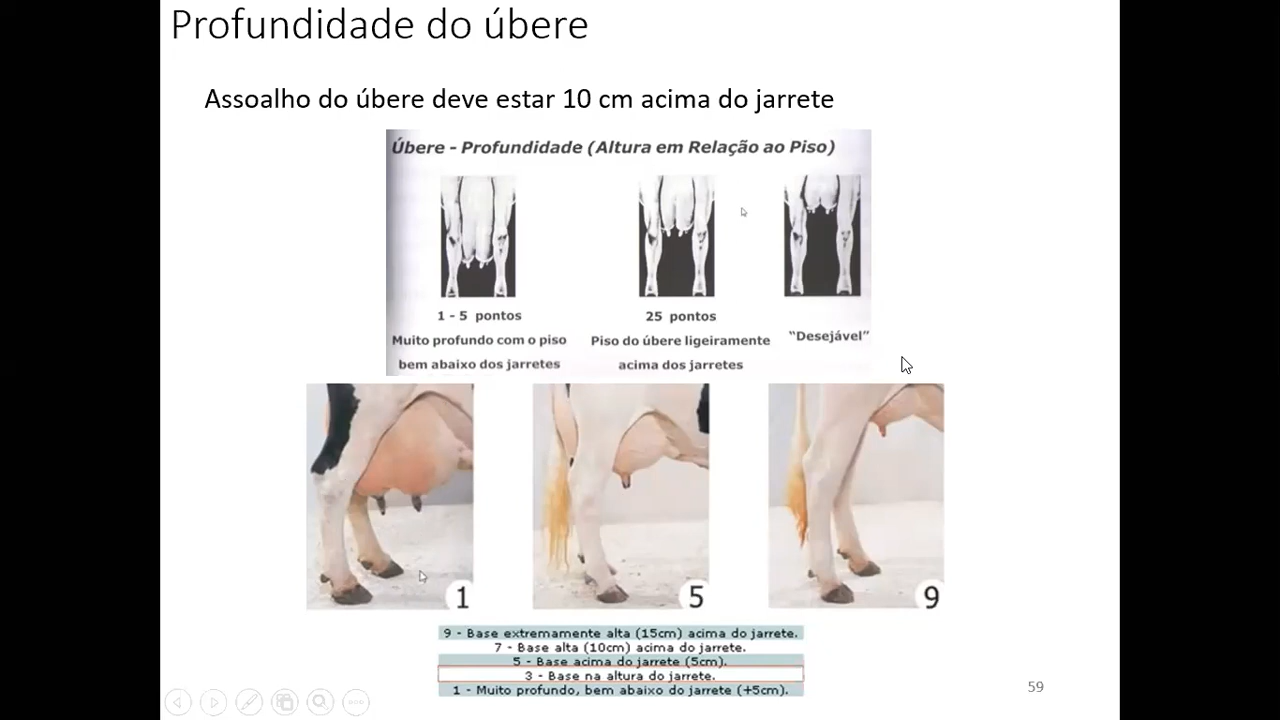 Profundidade do úbere
Assoalho do úbere deve estar 10 cm acima do jarrete
Úbere - Profundidade (Altura em Relação ao Piso)
1 - 5 pontos
Muito profundo com o piso
bem abaixo dos jarretes
25 pontos
Piso do úbere ligeiramente
acima dos jarretes
“Desejável”
1
5
9
9 - Base extremamente alta (15cm) acima do jarrete.
7 - Base alta (10cm) acima do jarrete.
5 - Base acima do jarrete (5cm).
3 - Base na altura do jarrete.
1 - Muito profundo, bem abaixo do jarrete (+5cm).
59